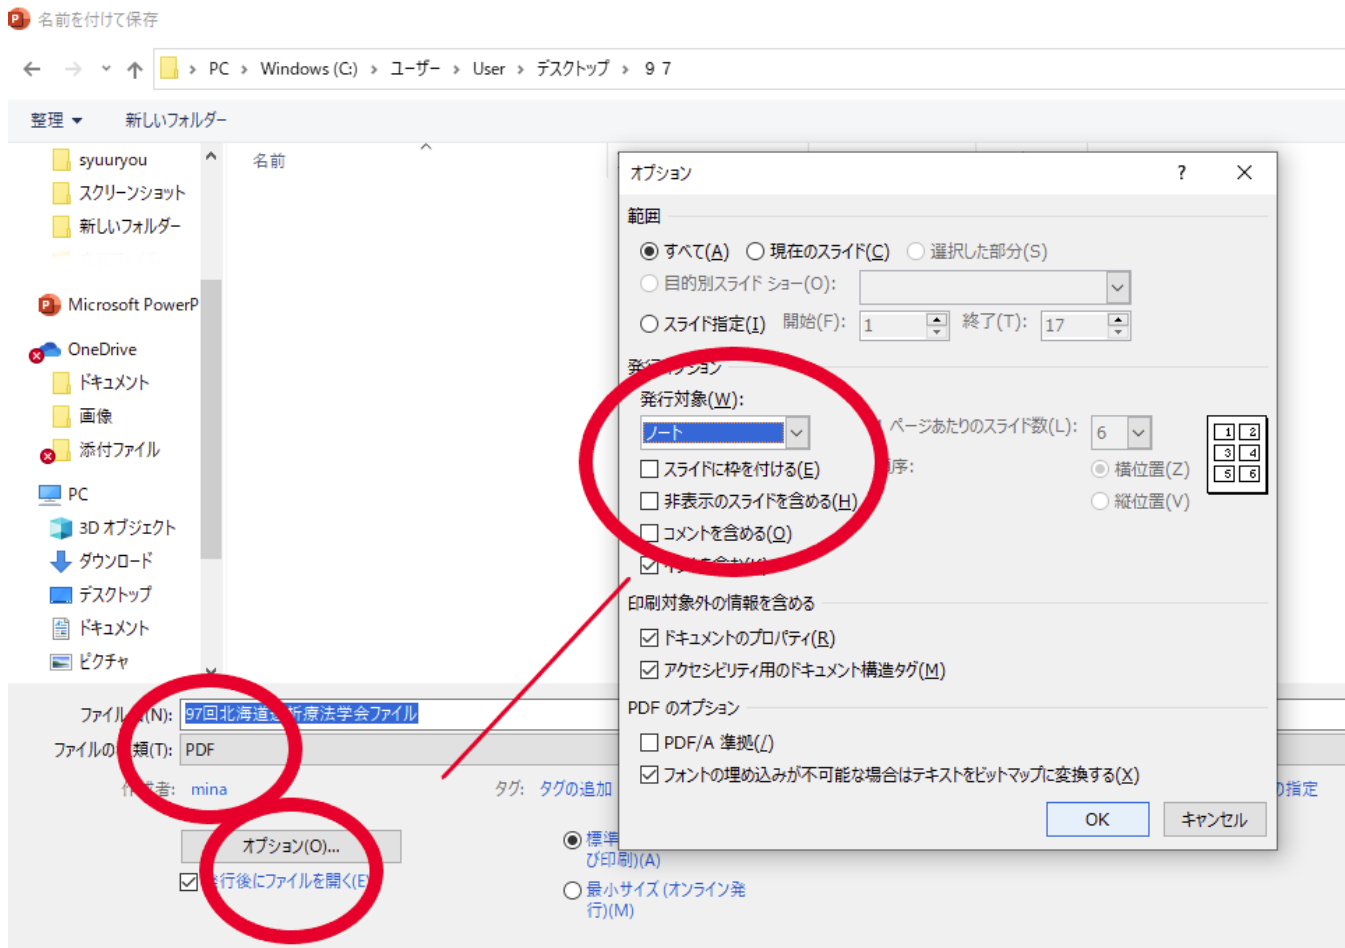 名前を付けて保存
PC > Windows (C:) > ユーザー > User > デスクトップ > 9 7
整理 新しいフォルダー
syuuryou
スクリーンショット
新しいフォルダー
Microsoft PowerP
OneDrive
ドキュメント
画像
添付ファイル
PC
3D オブジェクト
ダウンロード
デスクトップ
ドキュメント
ピクチャ
名前
オプション ?
範囲
すべて(A) 現在のスライド(C) 選択した部分(S)
目的別スライド ショー(O):
スライド指定(I) 開始(F): 1 終了(T): 17
発行オプション
発行対象(W):
ノート
ページあたりのスライド数(L): 6
スライドに枠を付ける(E)
序:
横位置(Z)
非表示のスライドを含める(H)
縦位置(V)
コメントを含める(O)
1 2
3 4
5 6
印刷対象外の情報を含める
ドキュメントのプロパティ(R)
アクセシビリティ用のドキュメント構造タグ(M)
PDF のオプション
PDF/A 準拠(/)
フォントの埋め込みが不可能な場合はテキストをビットマップに変換する(X)
OK キャンセル
ファイル名(N): 97回北海道透析療法学会ファイル
ファイルの種類(T): PDF
作成者: mina タグ: タグの追加 の指定
オプション(O)...
発行後にファイルを開く(E)
標準
び印刷)(A)
最小サイズ (オンライン発
行)(M)